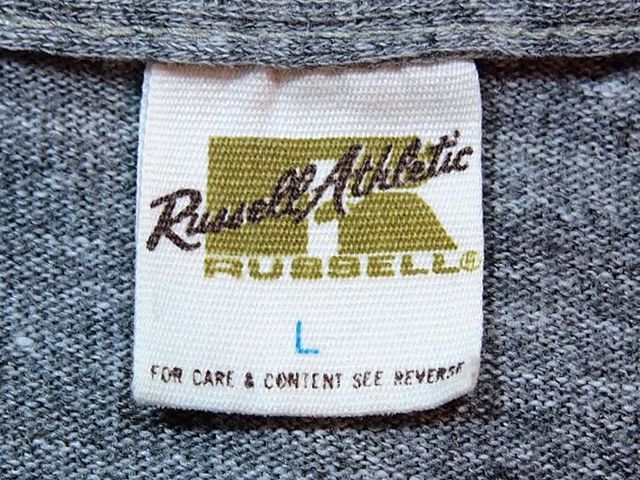 Russell Athletic
RUSSELL®
L
FOR CARE & CONTENT SEE REVERSE